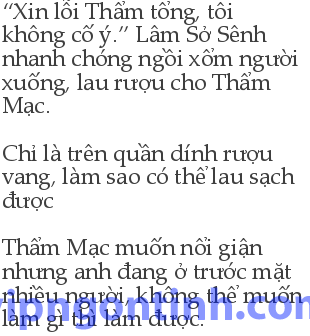 “Xin lỗi Thẩm tổng, tôi
không cố ý.” Lâm Sở Sênh
nhanh chóng ngồi xổm người
xuống, lau rượu cho Thẩm
Mạc.
Chỉ là trên quần dính rượu
vang, làm sao có thể lau sạch
được
Thẩm Mạc muốn nổi giận
nhưng anh đang ở trước mặt
nhiều người, không thể muốn
làm gì thì làm được.
vipngontinh.com